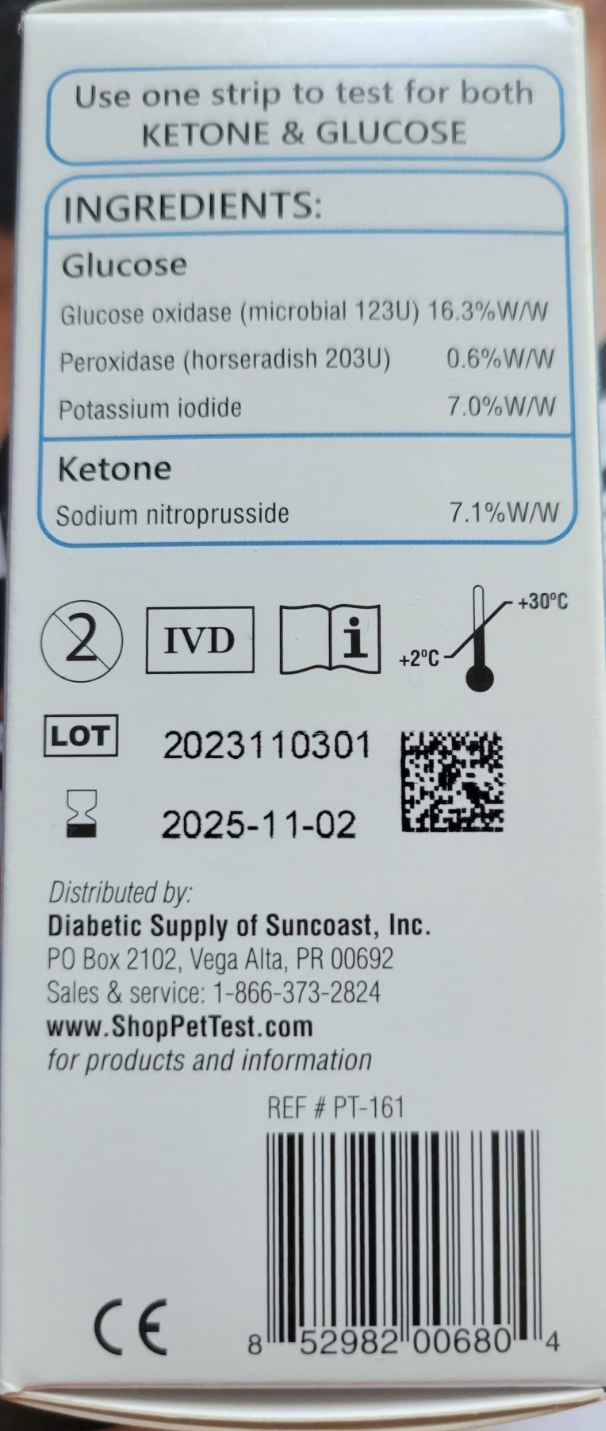 Use one strip to test for both
KETONE & GLUCOSE
INGREDIENTS:
Glucose
Glucose oxidase (microbial 123U) 16.3%W/W
Peroxidase (horseradish 203U) 0.6%W/W
Potassium iodide 7.0%W/W
Ketone
Sodium nitroprusside 7.1%W/W
2 IVD i +2ºC +30ºC
LOT 2023110301
2025-11-02
Distributed by:
Diabetic Supply of Suncoast, Inc.
PO Box 2102, Vega Alta, PR 00692
Sales & service: 1-866-373-2824
www.ShopPetTest.com
for products and information
REF # PT-161
CE 8 52982 00680 4